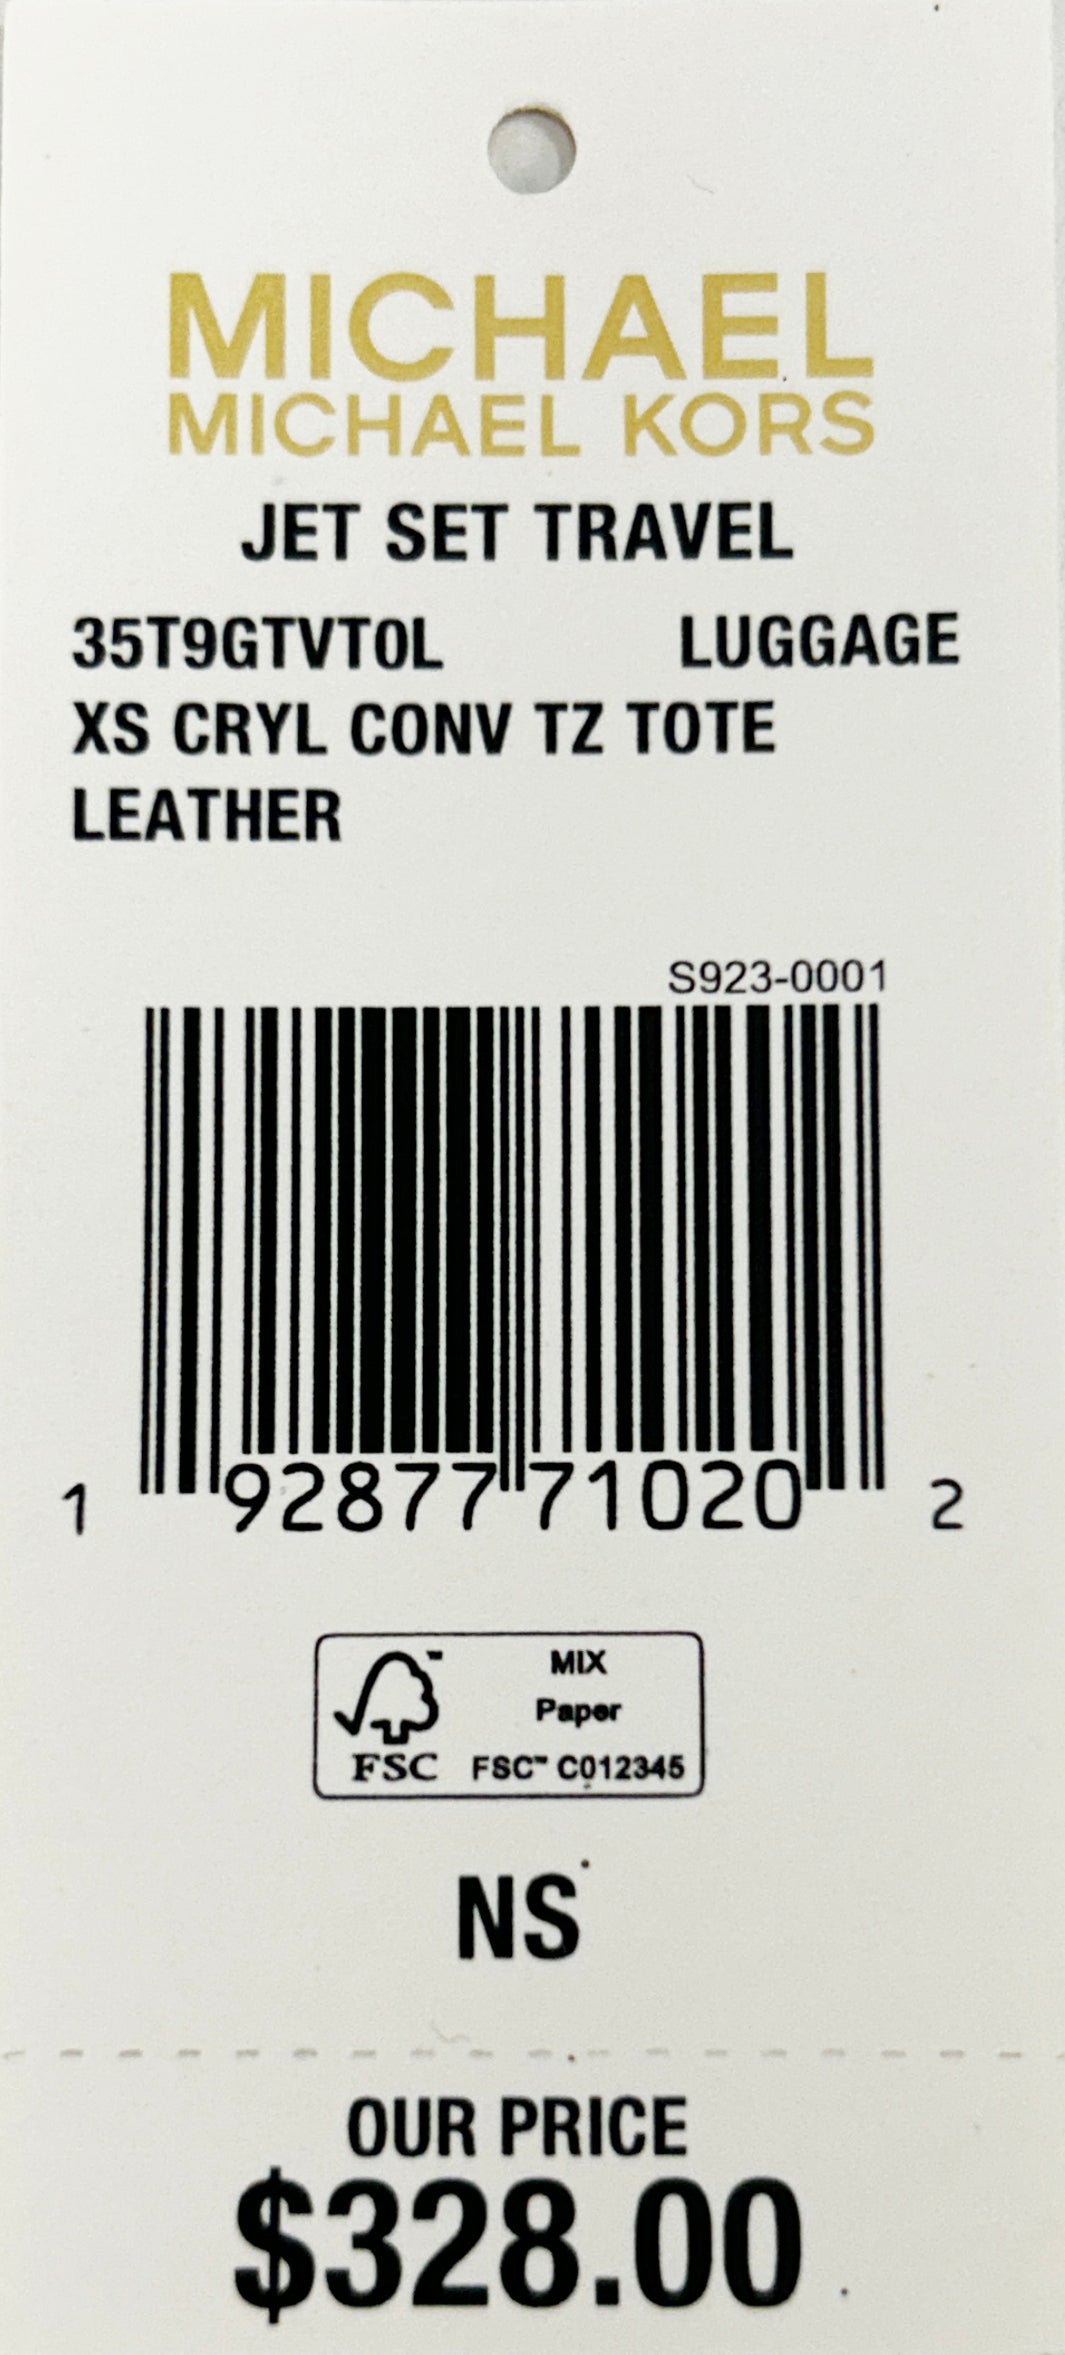 MICHAEL
MICHAEL KORS
JET SET TRAVEL
35T9GTVT0L LUGGAGE
XS CRYL CONV TZ TOTE
LEATHER
S923-0001
1 92877 71020 2
MIX
Paper
FSC FSC™ C012345
NS
OUR PRICE
$328.00